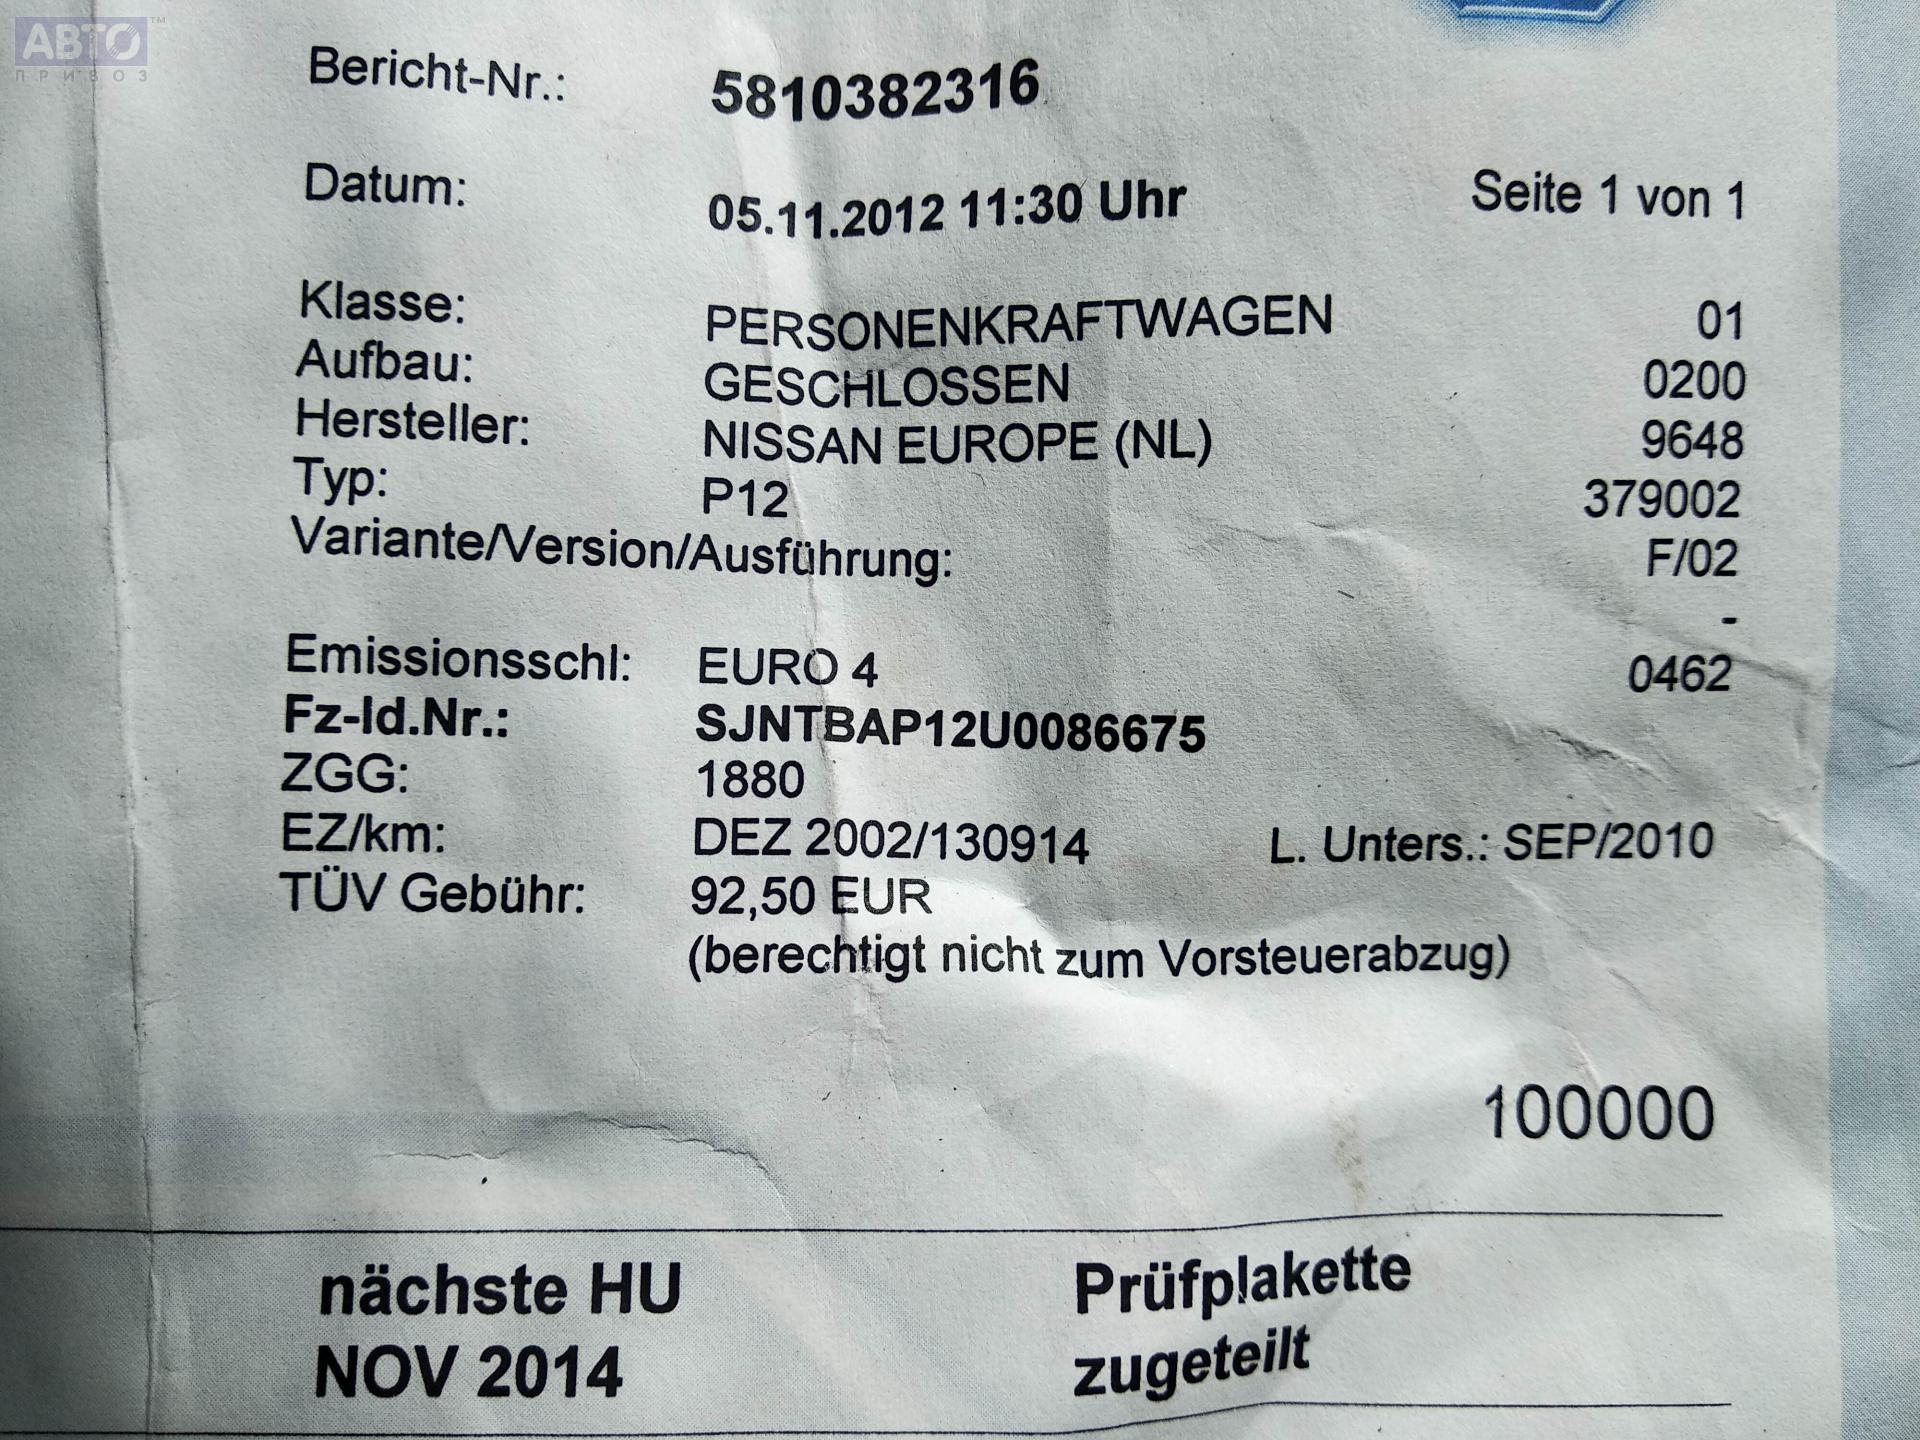 АВТО™
ПРИВОЗ
Bericht-Nr.: 5810382316
Datum: 05.11.2012 11:30 Uhr Seite 1 von 1
Klasse: PERSONENKRAFTWAGEN 01
Aufbau: GESCHLOSSEN 0200
Hersteller: NISSAN EUROPE (NL) 9648
Typ: P12 379002
Variante/Version/Ausführung: F/02
-
Emissionsschl: EURO 4 0462
Fz-Id.Nr.: SJNTBAP12U0086675
ZGG: 1880
EZ/km: DEZ 2002/130914 L. Unters.: SEP/2010
TÜV Gebühr: 92,50 EUR
(berechtigt nicht zum Vorsteuerabzug)
100000
nächste HU Prüfplakette
NOV 2014 zugeteilt